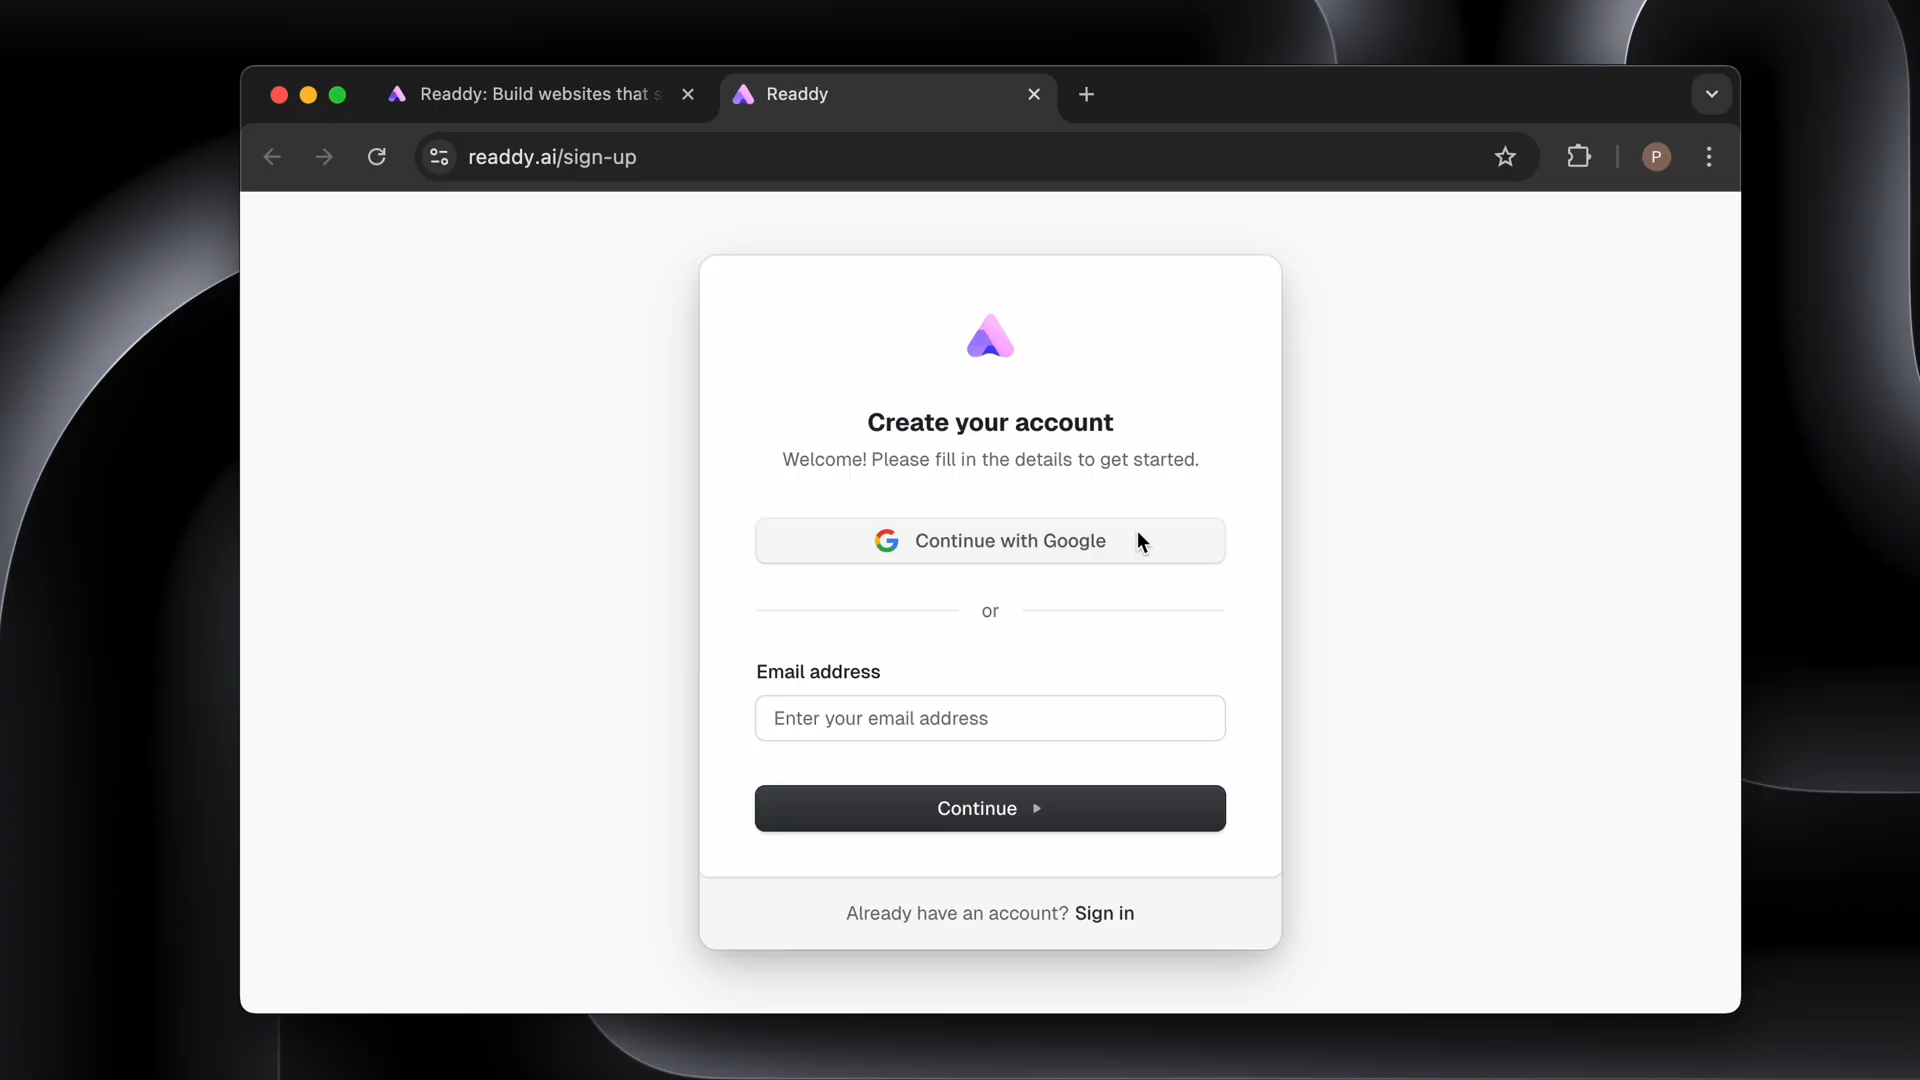 Readdy: Build websites that s
Readdy
readdy.ai/sign-up
P
Create your account
Welcome! Please fill in the details to get started.
Continue with Google
or
Email address
Enter your email address
Continue
Already have an account? Sign in